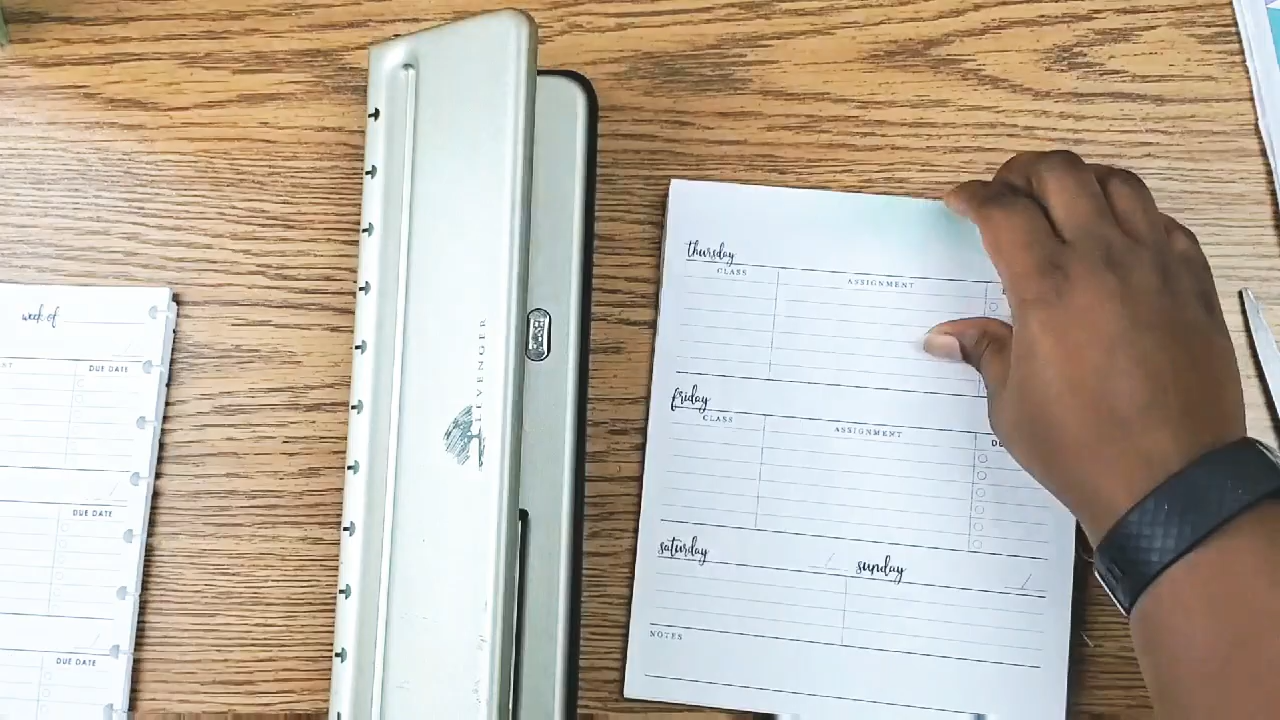 week of
DUE DATE
DUE DATE
DUE DATE
LEVENGER
thursday
CLASS ASSIGNMENT
friday
CLASS ASSIGNMENT
saturday sunday
NOTES